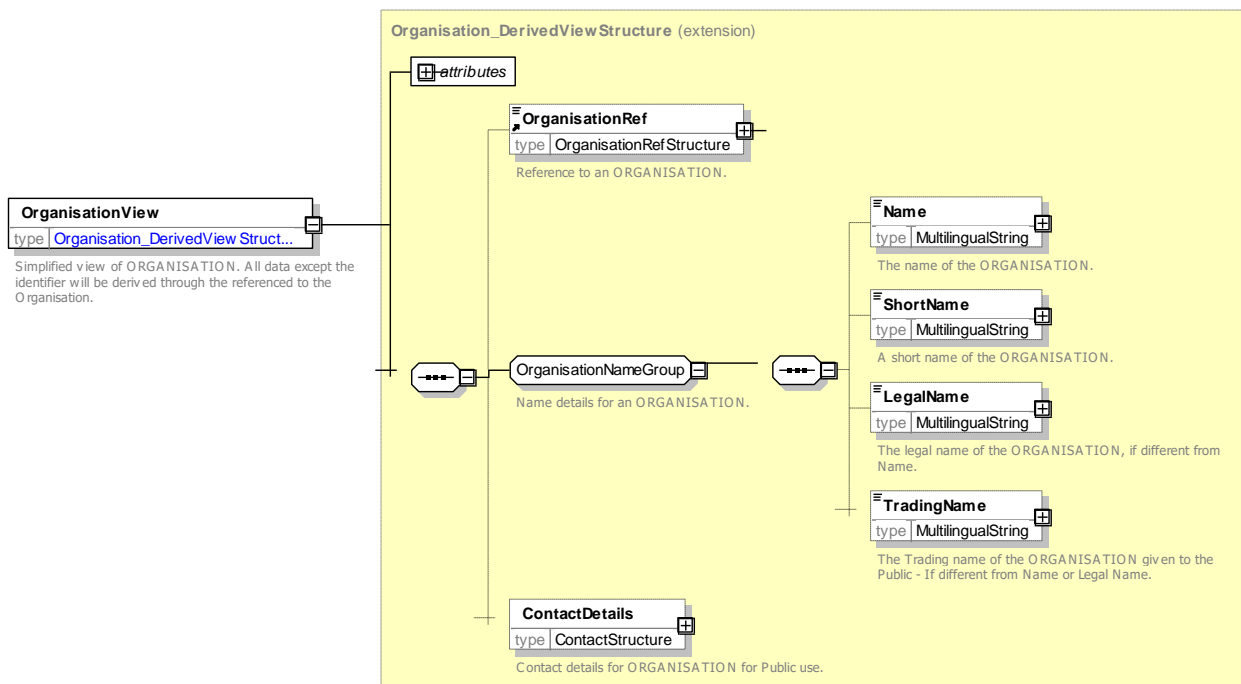 Organisation_DerivedViewStructure (extension)
attributes
OrganisationRef
type OrganisationRefStructure
Reference to an ORGANISATION.
OrganisationView
type Organisation_DerivedView Struct...
Simplified view of ORGANISATION. All data except the
identifier will be derived through the referenced to the
Organisation.
Name
type MultilingualString
The name of the ORGANISATION.
ShortName
type MultilingualString
A short name of the ORGANISATION.
OrganisationNameGroup
Name details for an ORGANISATION.
LegalName
type MultilingualString
The legal name of the ORGANISATION, if different from
Name.
TradingName
type MultilingualString
The Trading name of the ORGANISATION given to the
Public - If different from Name or Legal Name.
ContactDetails
type ContactStructure
Contact details for ORGANISATION for Public use.